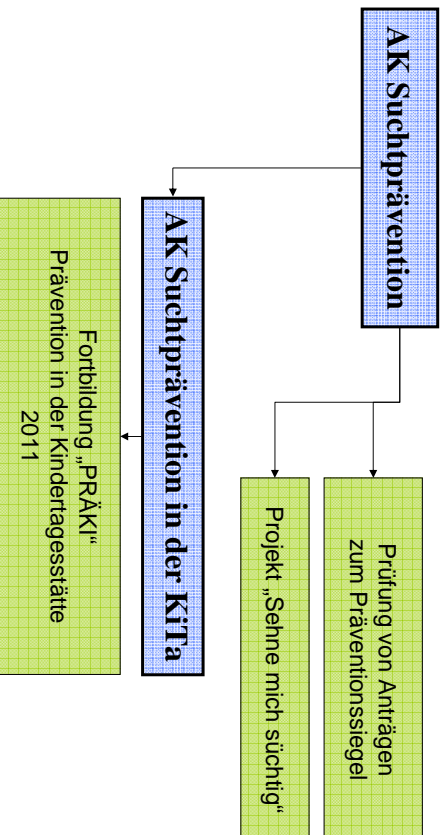 AK Suchtprävention
Prüfung von Anträgen
zum Präventionssiegel
Projekt „Sehne mich süchtig“
AK Suchtprävention in der KiTa
Fortbildung „PRÄKI“
Prävention in der Kindertagesstätte
2011